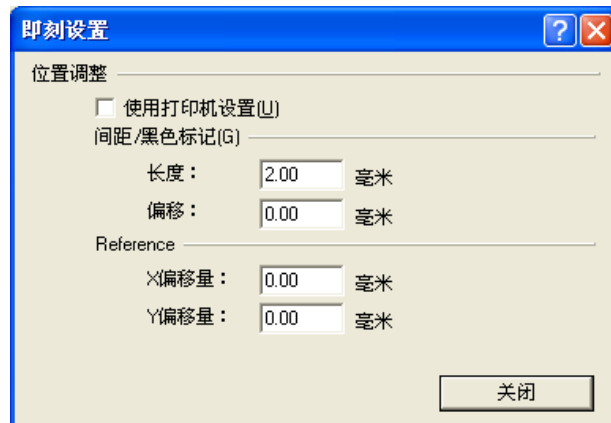 即刻设置
位置调整
使用打印机设置(U)
间距/黑色标记(G)
长度： 2.00 毫米
偏移： 0.00 毫米
Reference
X偏移量： 0.00 毫米
Y偏移量： 0.00 毫米
关闭